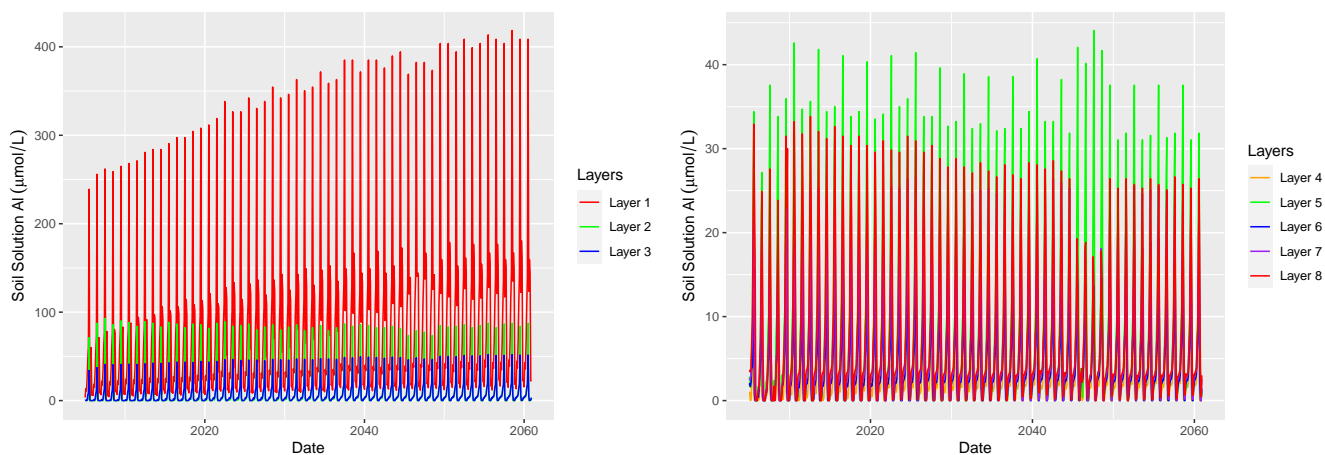 Soil Solution Al (μmol/L)
400
300
200
100
0
2020
2040
2060
Date
Layers
Layer 1
Layer 2
Layer 3
Soil Solution Al (μmol/L)
40
30
20
10
0
2020
2040
2060
Date
Layers
Layer 4
Layer 5
Layer 6
Layer 7
Layer 8